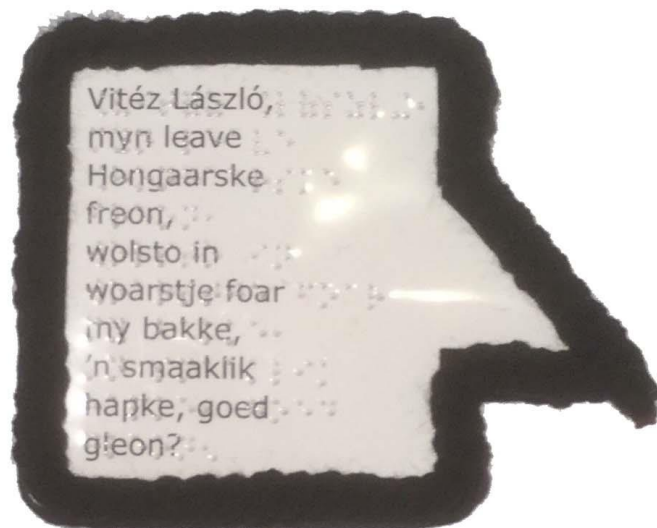 Vitéz László,
myn leave
Hongaarske
freon,
wolsto in
woarstje foar
my bakke,
'n smaaklik
hapke, goed
gleon?